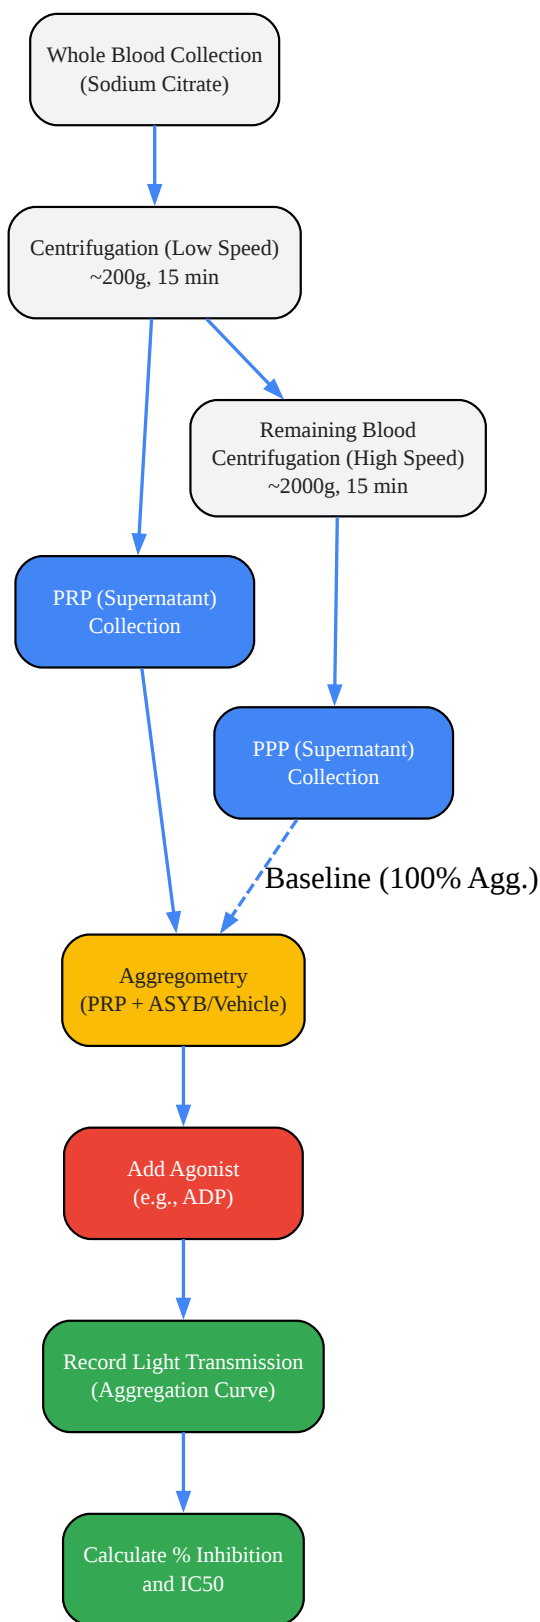 Whole Blood Collection
(Sodium Citrate)
Centrifugation (Low Speed)
~200g, 15 min
Remaining Blood
Centrifugation (High Speed)
~2000g, 15 min
PRP (Supernatant)
Collection
PPP (Supernatant)
Collection
Baseline (100% Agg.)
Aggregometry
(PRP + ASYB/Vehicle)
Add Agonist
(e.g., ADP)
Record Light Transmission
(Aggregation Curve)
Calculate % Inhibition
and IC50